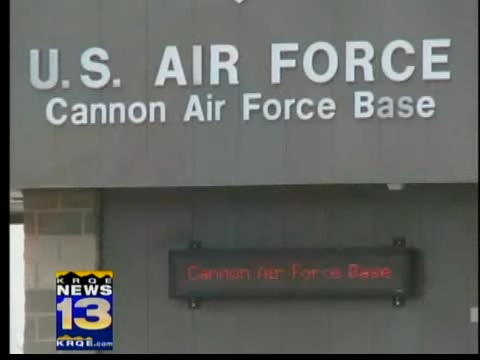 U.S. AIR FORCE
Cannon Air Force Base
Cannon Air Force Base
KRQE
NEWS
13
KRQE.com